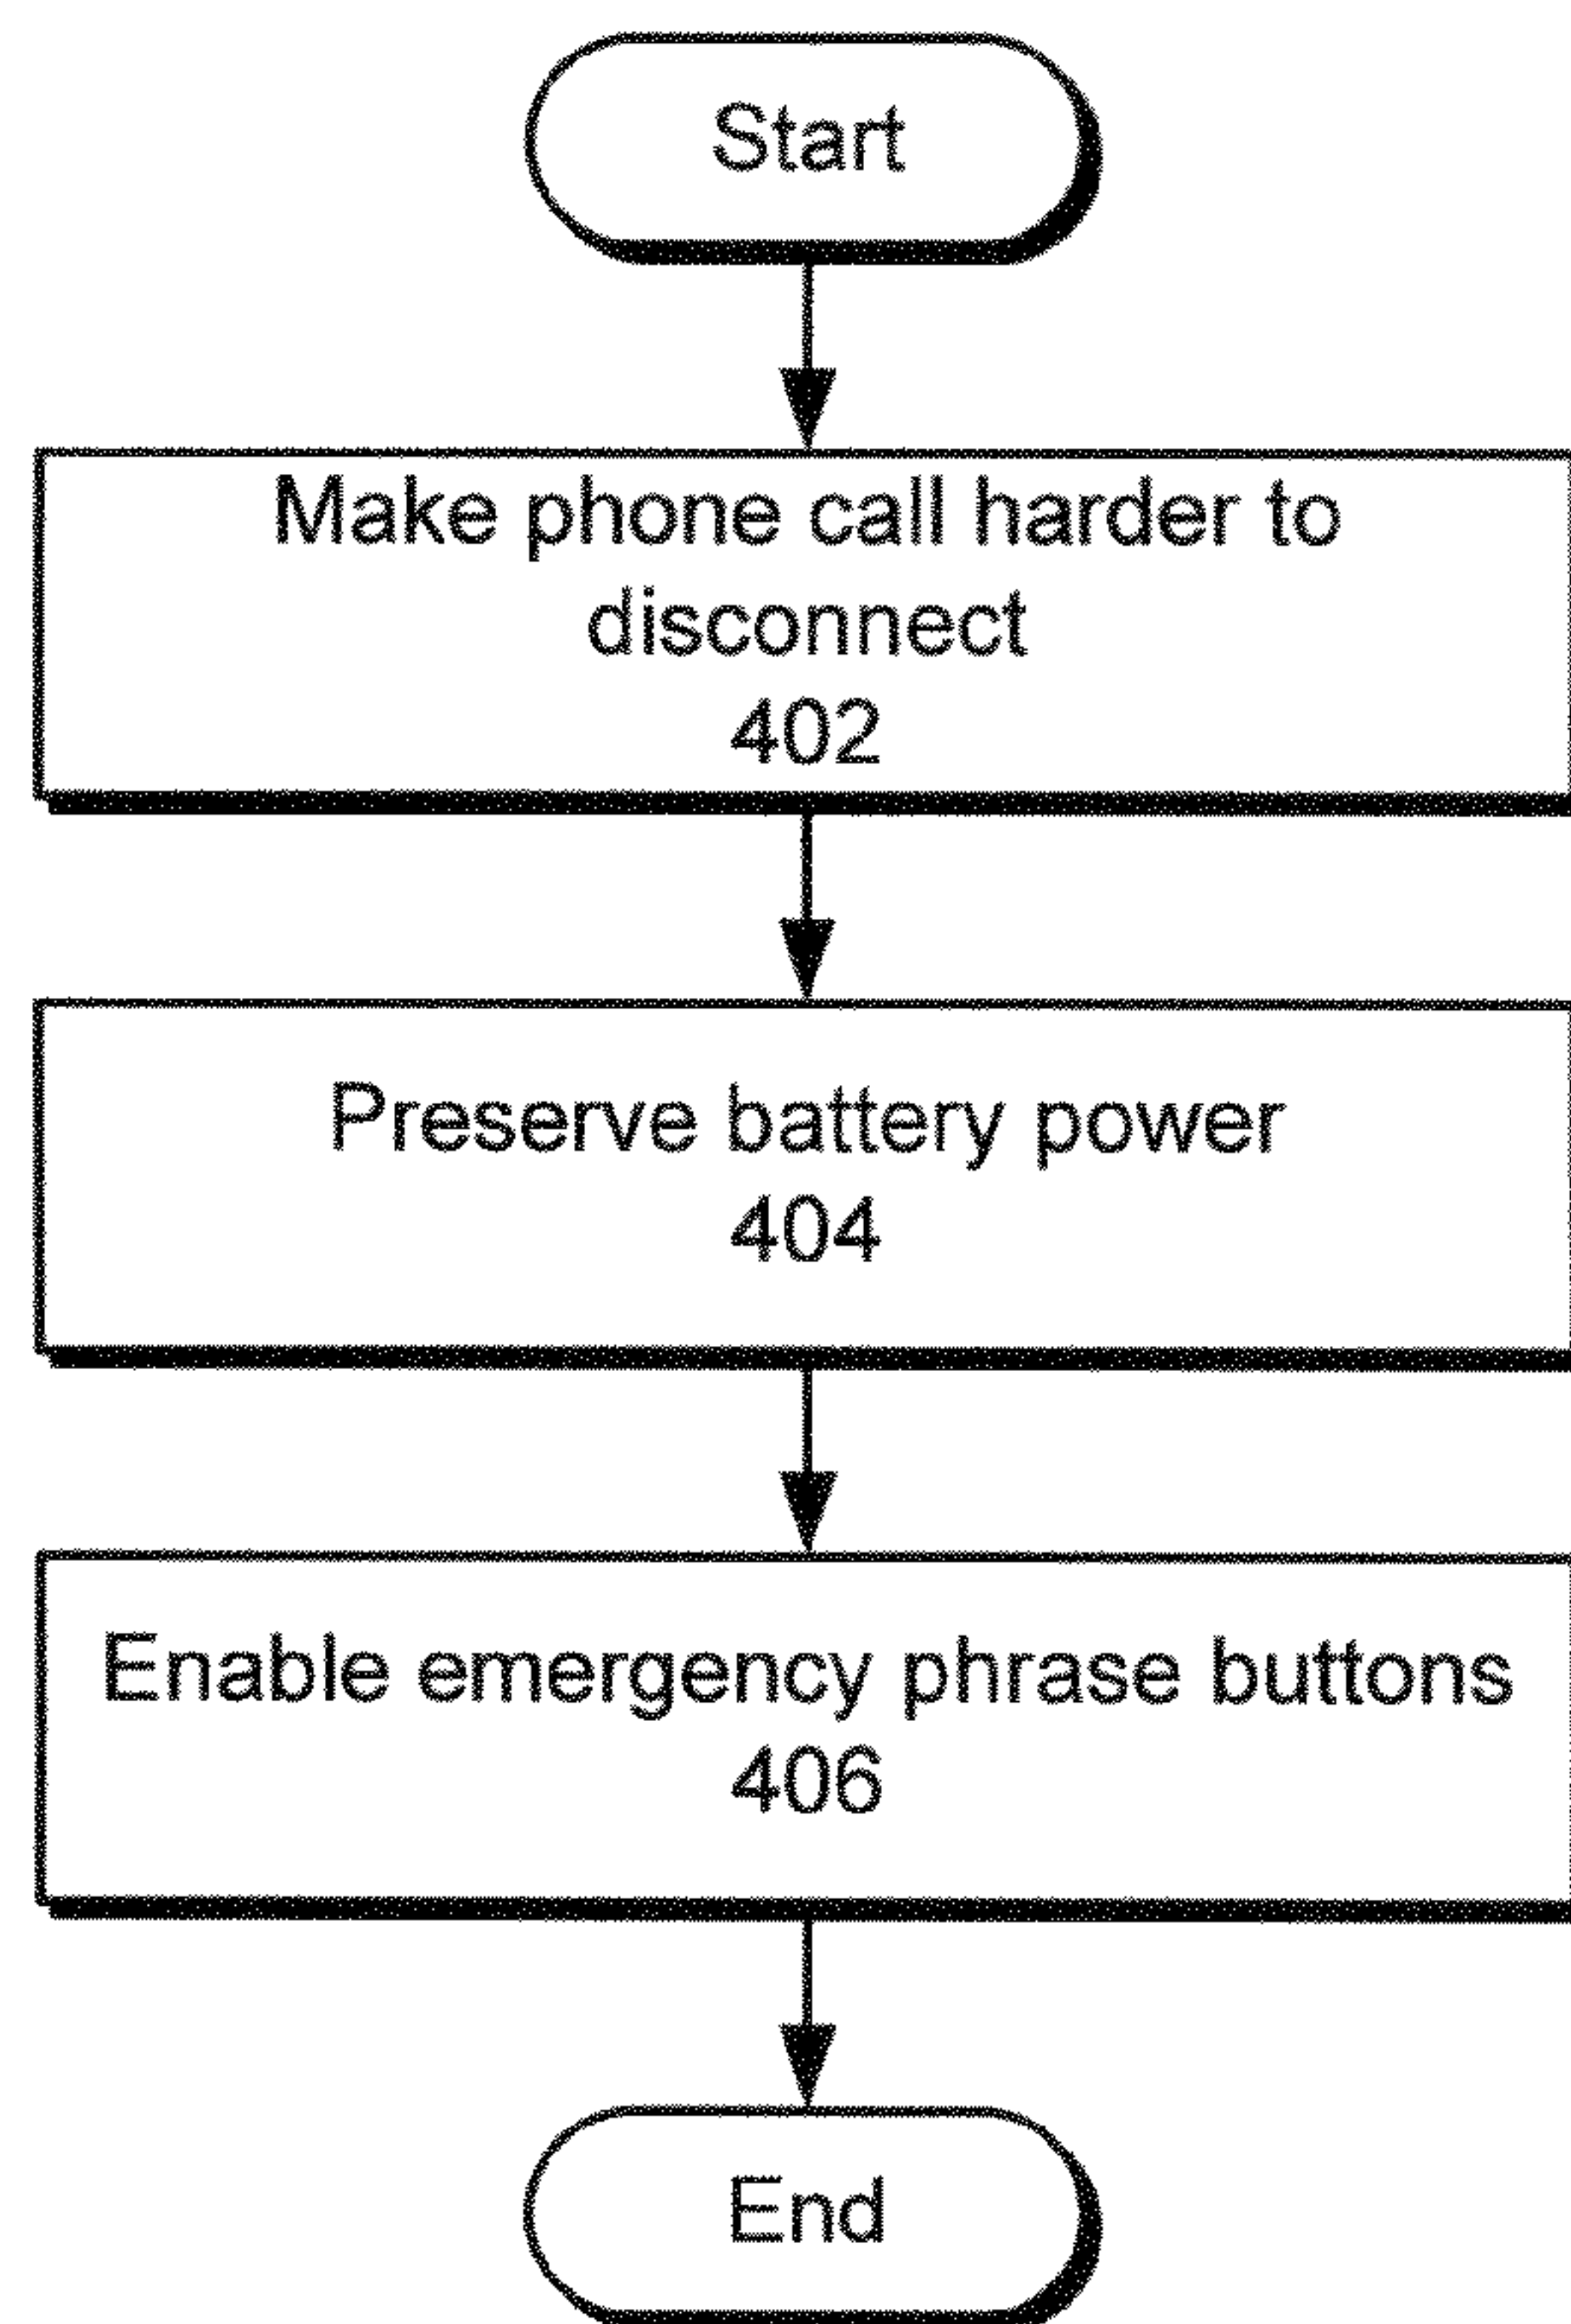 Start
Make phone call harder to
disconnect
402
Preserve battery power
404
Enable emergency phrase buttons
406
End